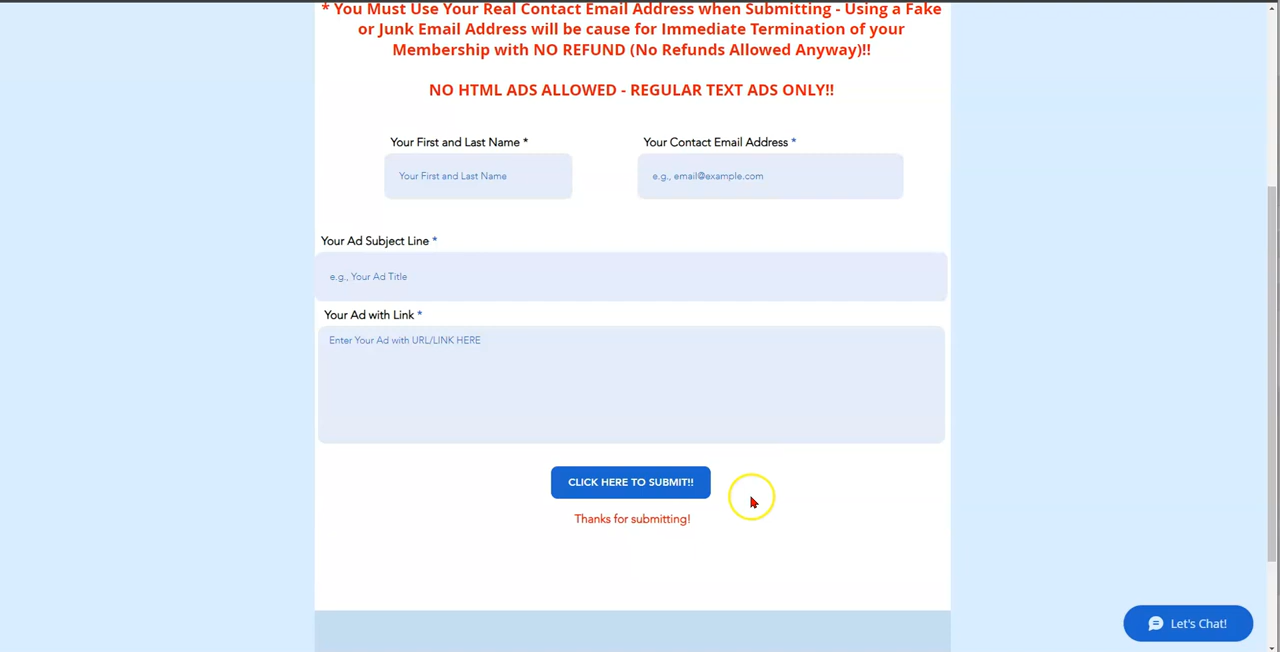 * You Must Use Your Real Contact Email Address when Submitting - Using a Fake
or Junk Email Address will be cause for Immediate Termination of your
Membership with NO REFUND (No Refunds Allowed Anyway)!!
NO HTML ADS ALLOWED - REGULAR TEXT ADS ONLY!!
Your First and Last Name *
Your Contact Email Address *
Your First and Last Name
e.g., email@example.com
Your Ad Subject Line *
e.g., Your Ad Title
Your Ad with Link *
Enter Your Ad with URL/LINK HERE
CLICK HERE TO SUBMIT!!
Thanks for submitting!
Let's Chat!